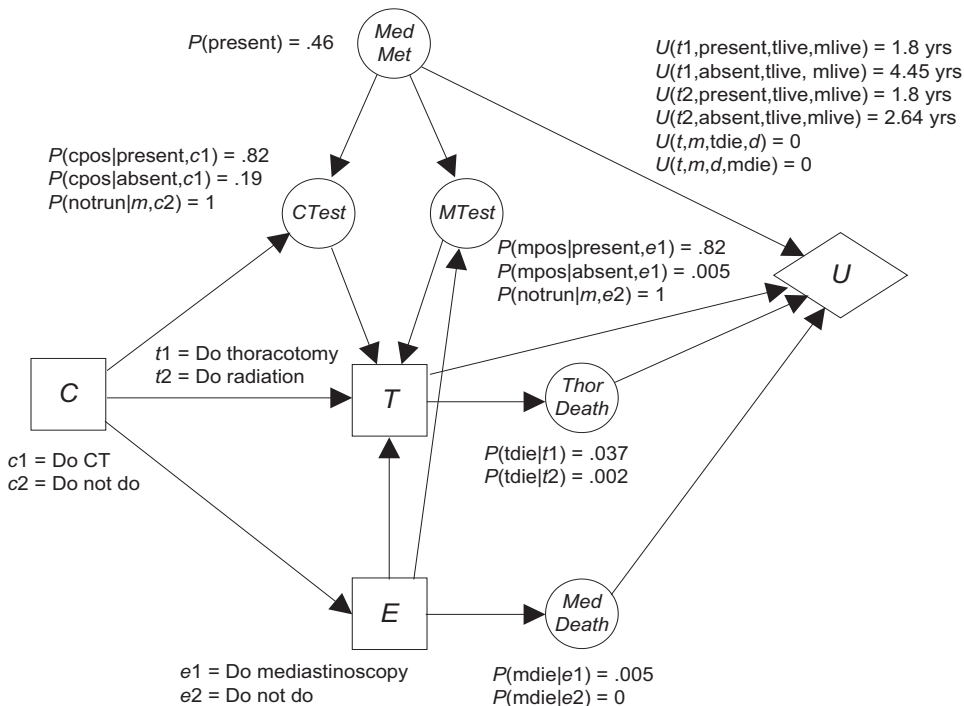 Med
Met
P(present) = .46
U(t1,present,tlive,mlive) = 1.8 yrs
U(t1,absent,tlive, mlive) = 4.45 yrs
U(t2,present,tlive,mlive) = 1.8 yrs
U(t2,absent,tlive,mlive) = 2.64 yrs
U(t,m,tdie,d) = 0
U(t,m,d,mdie) = 0
P(cpos|present,c1) = .82
P(cpos|absent,c1) = .19
P(notrun|m,c2) = 1
CTest
MTest
P(mpos|present,e1) = .82
P(mpos|absent,e1) = .005
P(notrun|m,e2) = 1
U
t1 = Do thoracotomy
t2 = Do radiation
C
T
Thor
Death
c1 = Do CT
c2 = Do not do
P(tdie|t1) = .037
P(tdie|t2) = .002
E
Med
Death
e1 = Do mediastinoscopy
e2 = Do not do
P(mdie|e1) = .005
P(mdie|e2) = 0